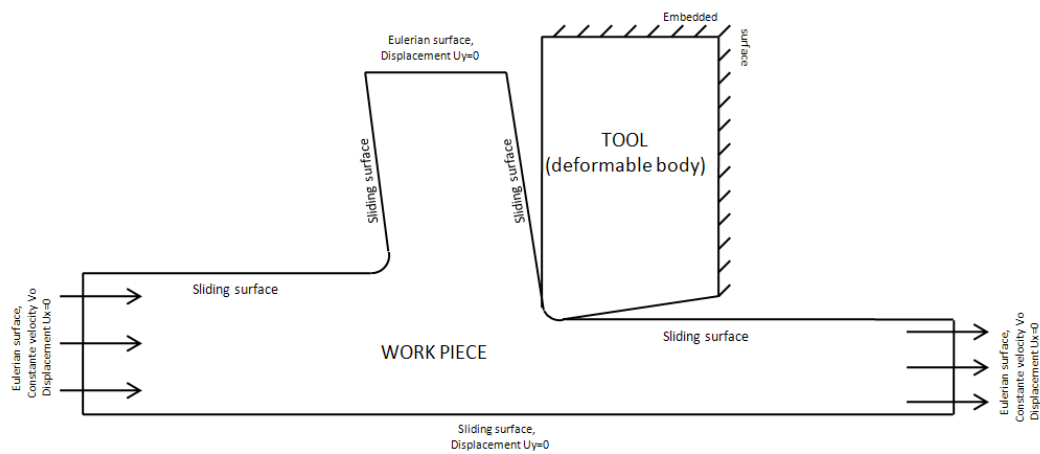 Embedded
surface
Eulerian surface,
Displacement Uy=0
TOOL
(deformable body)
Sliding surface
Sliding surface
Sliding surface
Eulerian surface,
Constante velocity Vo
Displacement Ux=0
WORK PIECE
Sliding surface
Eulerian surface,
Constante velocity Vo
Displacement Ux=0
Sliding surface,
Displacement Uy=0